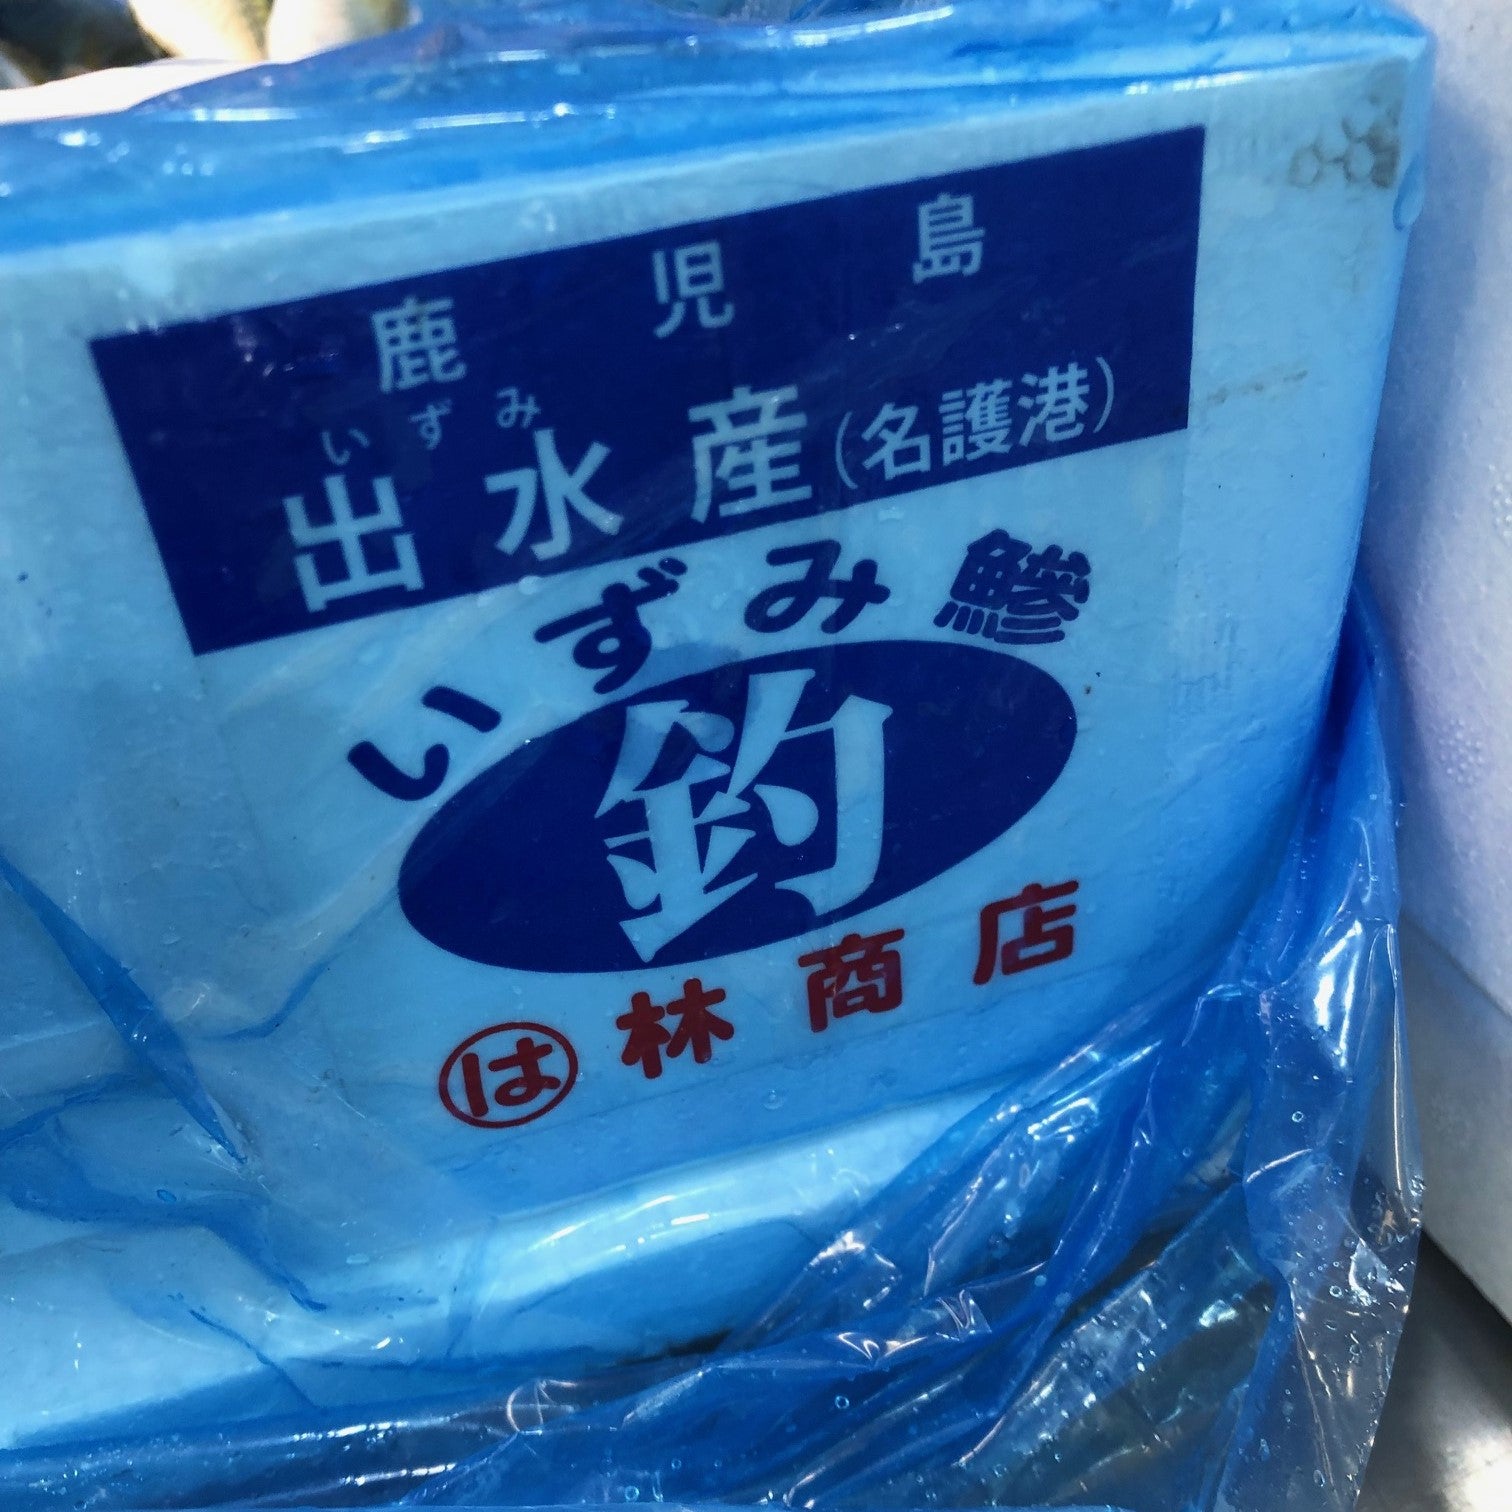 鹿児島
いずみ
出水産(名護港)
いずみ鰺
釣
は 林商店